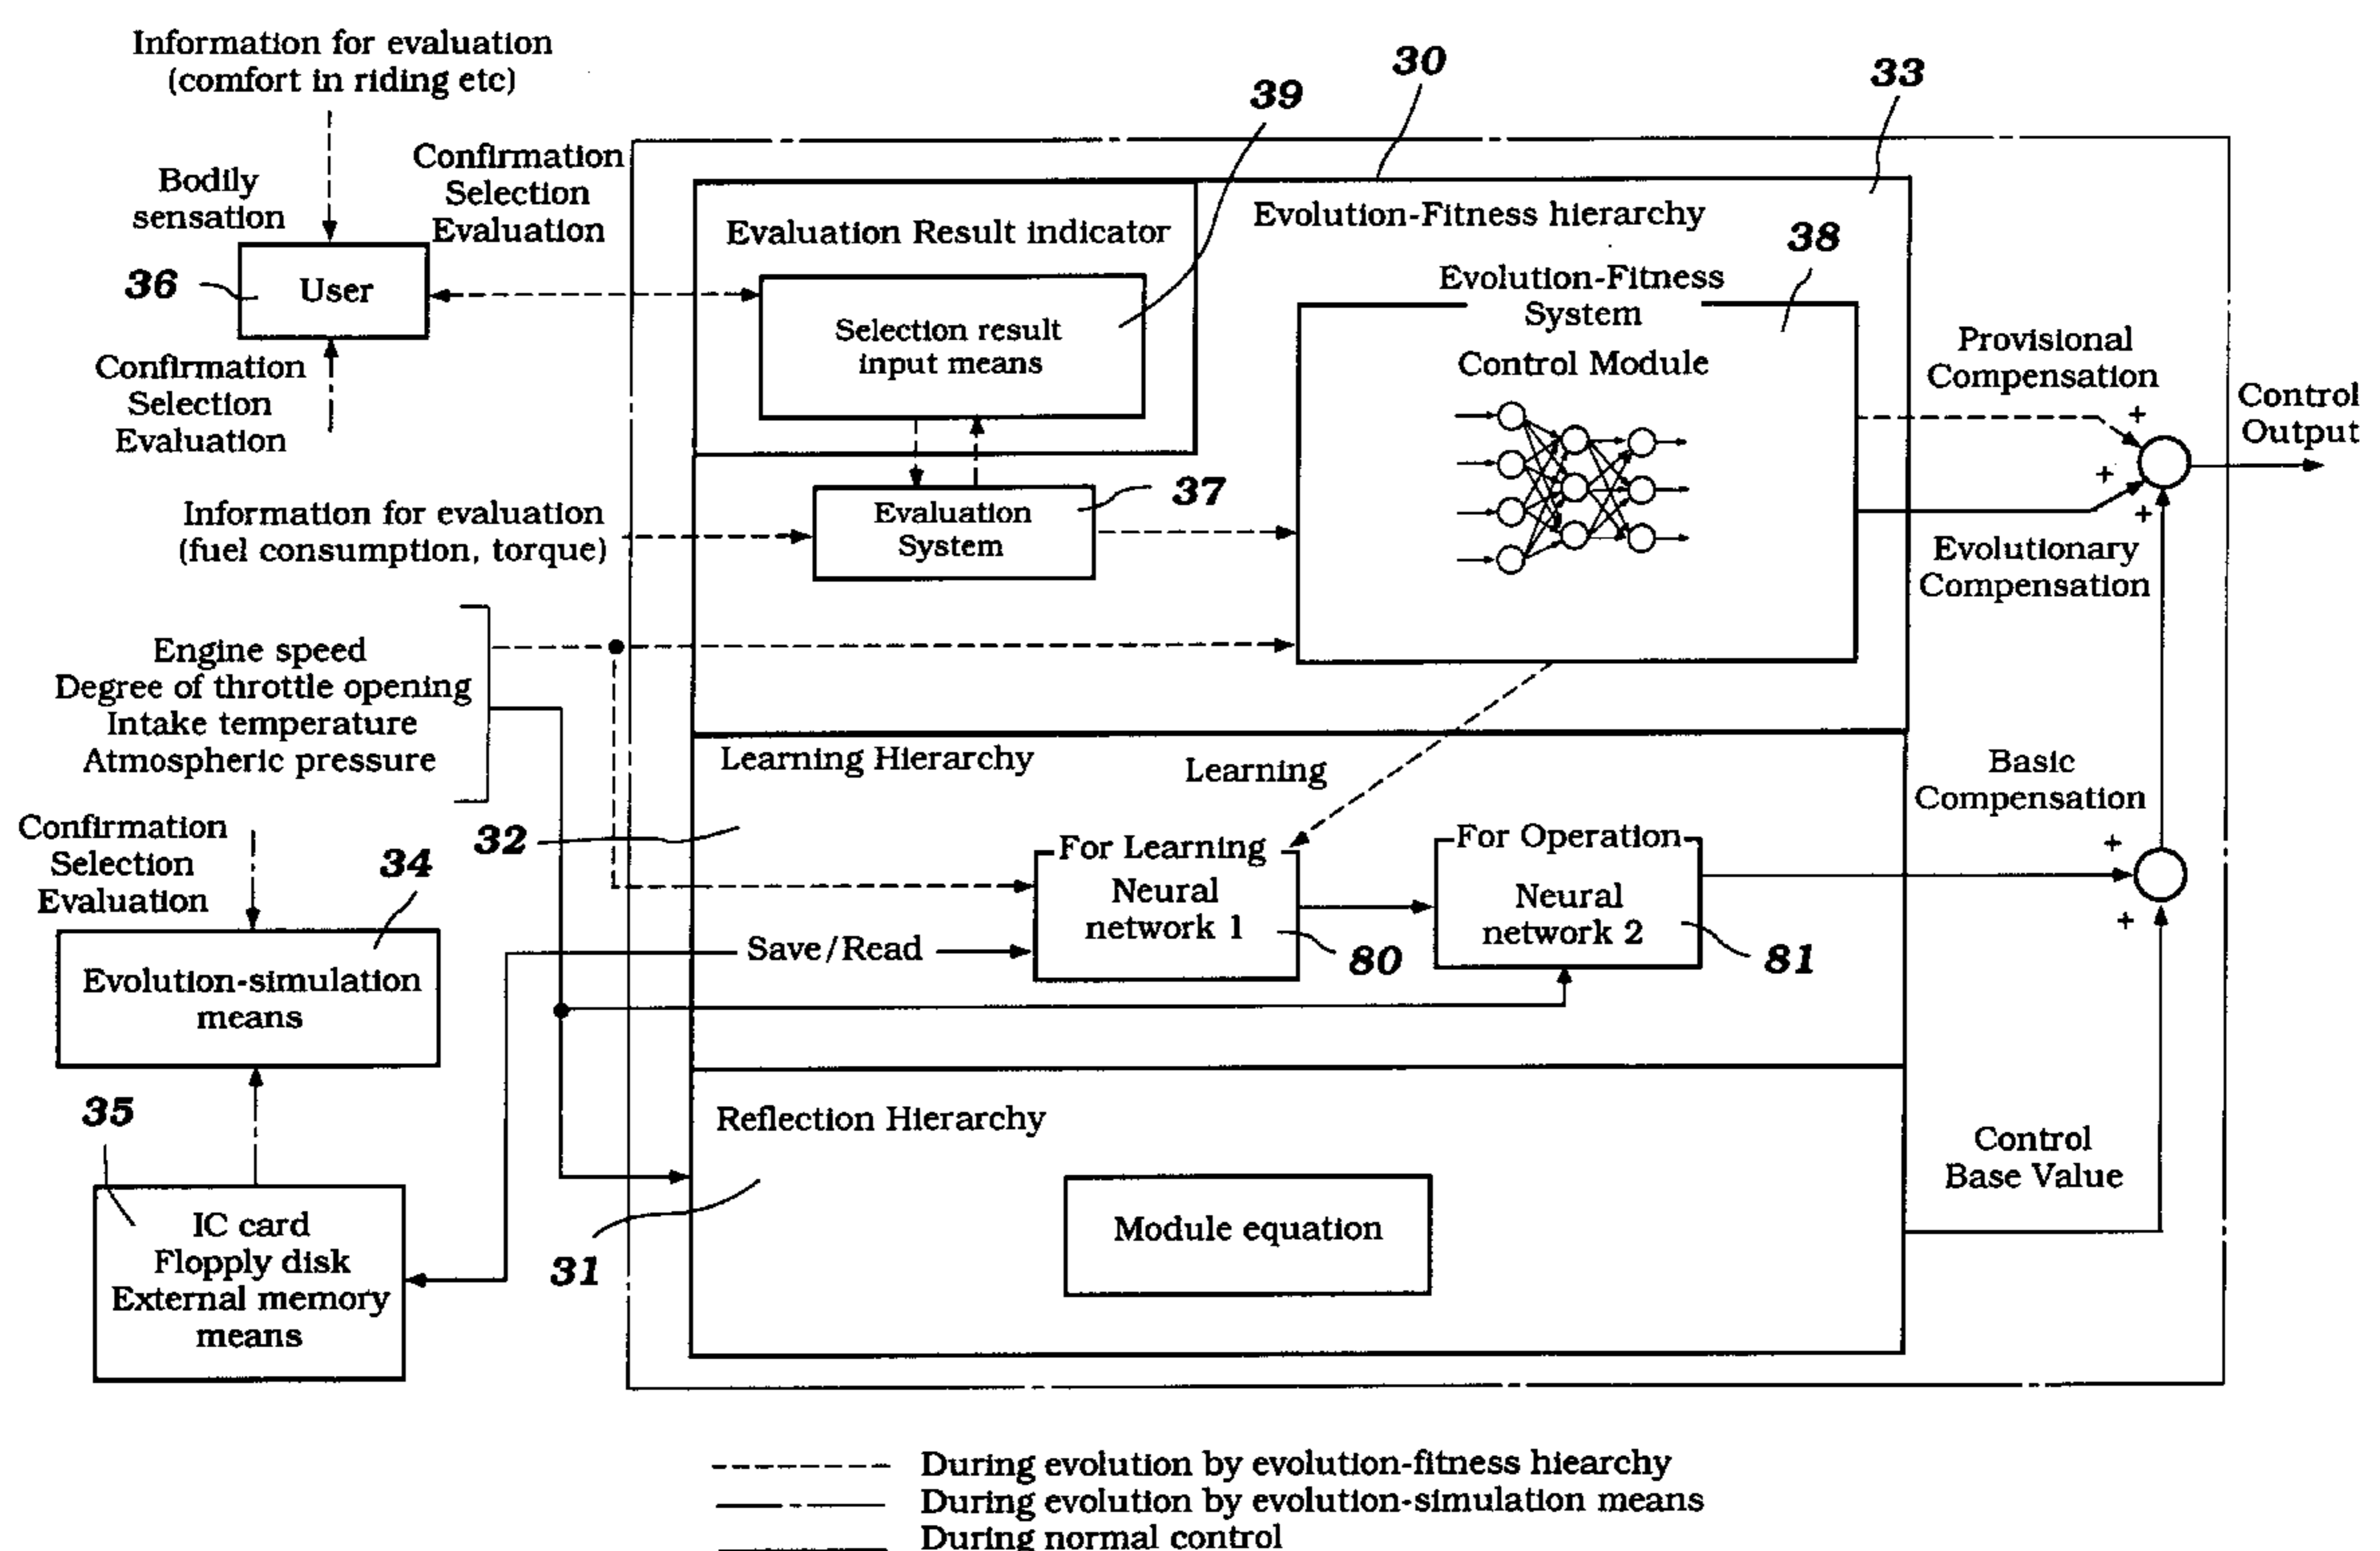 Information for evaluation
(comfort in riding etc)
30
33
39
Confirmation
Selection
Evaluation
Bodily
sensation
36
User
Confirmation
Selection
Evaluation
Evaluation Result indicator
Selection result
input means
Evolution-Fitness hierarchy
38
Evolution-Fitness
System
Control Module
Provisional
Compensation
+
+
+
Control
Output
Evolutionary
Compensation
Information for evaluation
(fuel consumption, torque)
Evaluation
System
37
Engine speed
Degree of throttle opening
Intake temperature
Atmospheric pressure
Learning Hierarchy
Learning
32
For Learning
Neural
network 1
80
For Operation
Neural
network 2
81
Basic
Compensation
+
+
Confirmation
Selection
Evaluation
34
Save/Read
Evolution-simulation
means
35
IC card
Flopply disk
External memory
means
Reflection Hierarchy
31
Module equation
Control
Base Value
During evolution by evolution-fitness hiearchy
During evolution by evolution-simulation means
During normal control